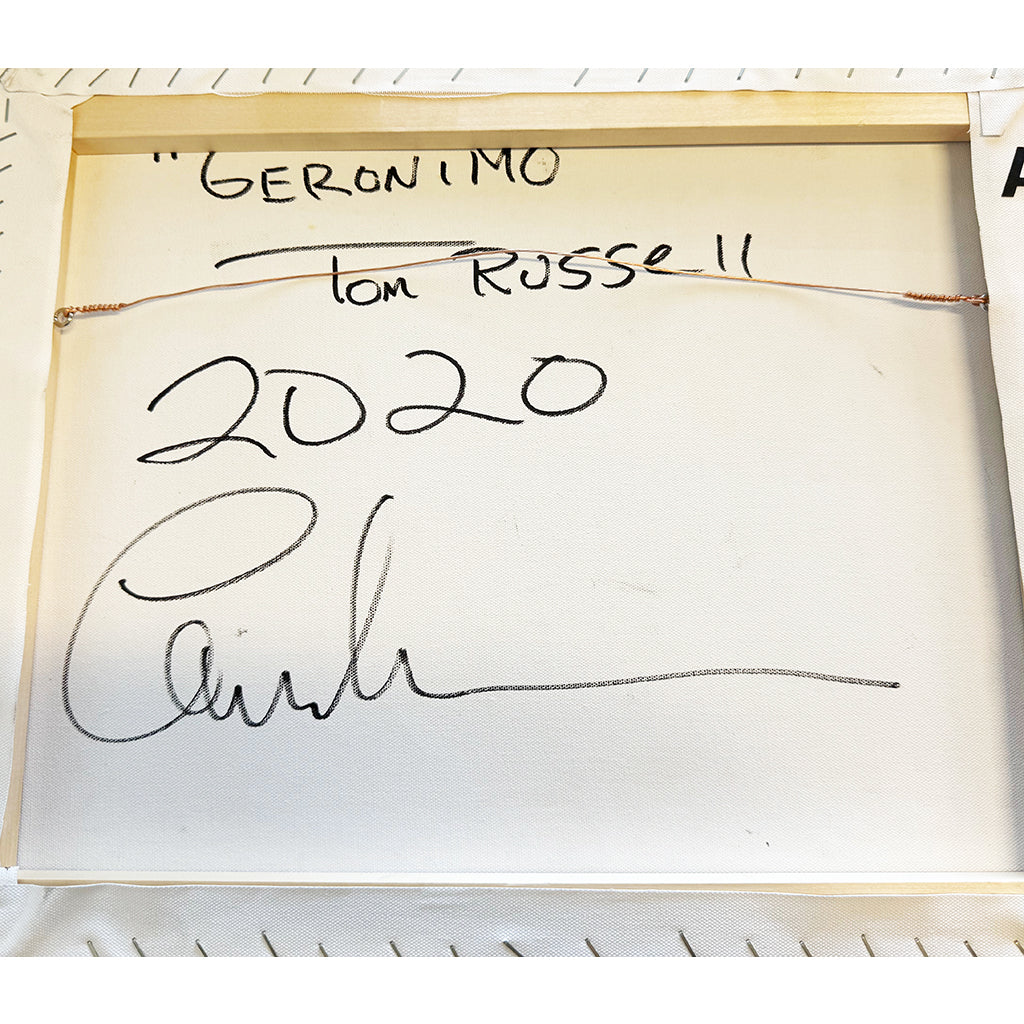 "GERONIMO
Tom RUSSell
2020
A